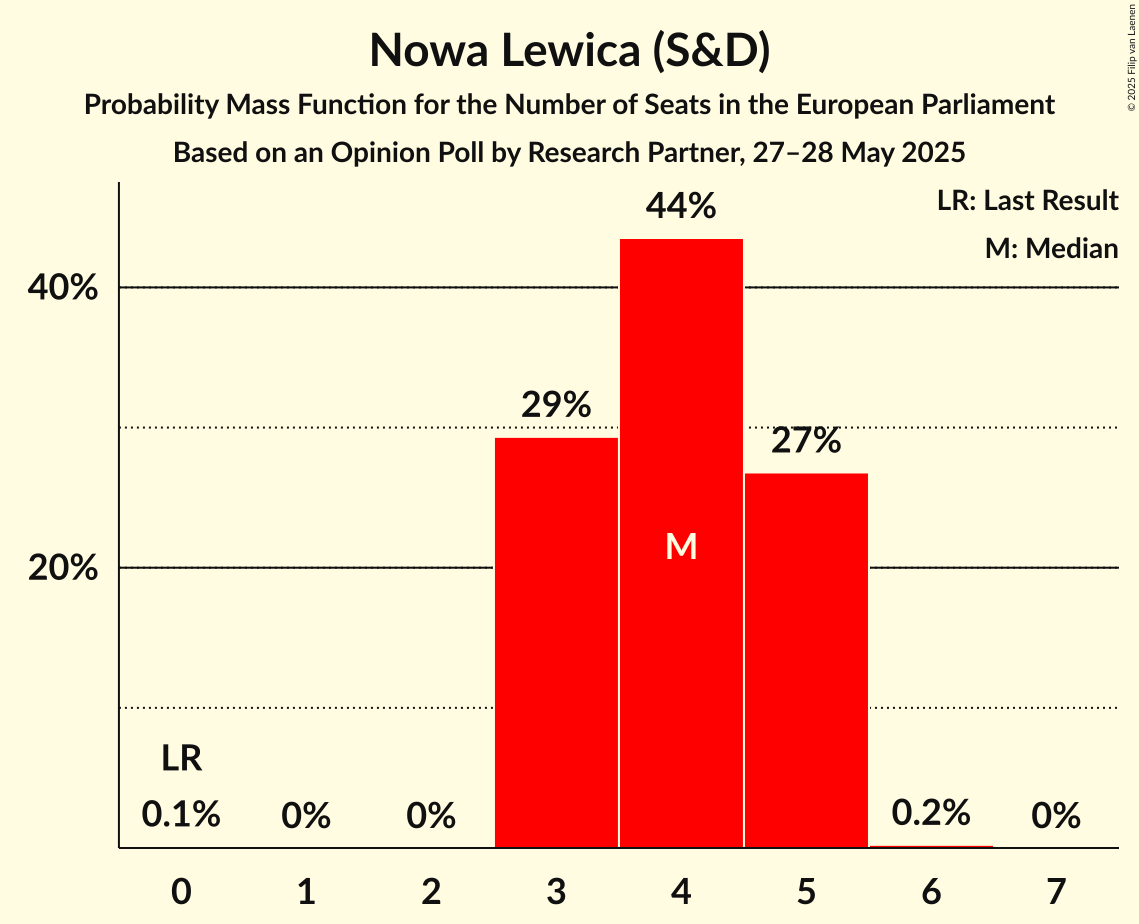 Nowa Lewica (S&D)
Probability Mass Function for the Number of Seats in the European Parliament
Based on an Opinion Poll by Research Partner, 27–28 May 2025
© 2025 Filip van Laenen
LR: Last Result
M: Median
40%
20%
44%
29%
27%
M
LR
0.1%
0%
0%
0.2%
0%
0
1
2
3
4
5
6
7